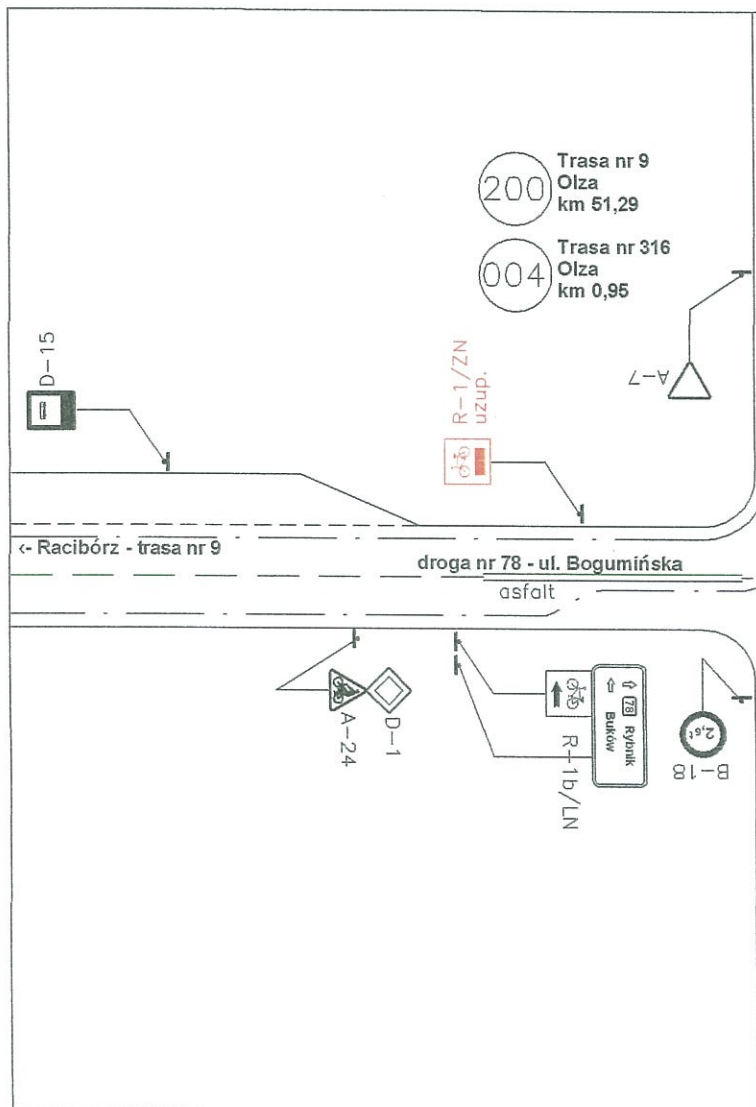 200
Trasa nr 9
Olza
km 51,29
004
Trasa nr 316
Olza
km 0,95
D-15
R-1/ZN
uzup.
A-7
<- Racibórz - trasa nr 9
droga nr 78 - ul. Bogumińska
asfalt
A-24
D-1
R-1b/LN
78 Rybnik
Buków
2,6t
B-18